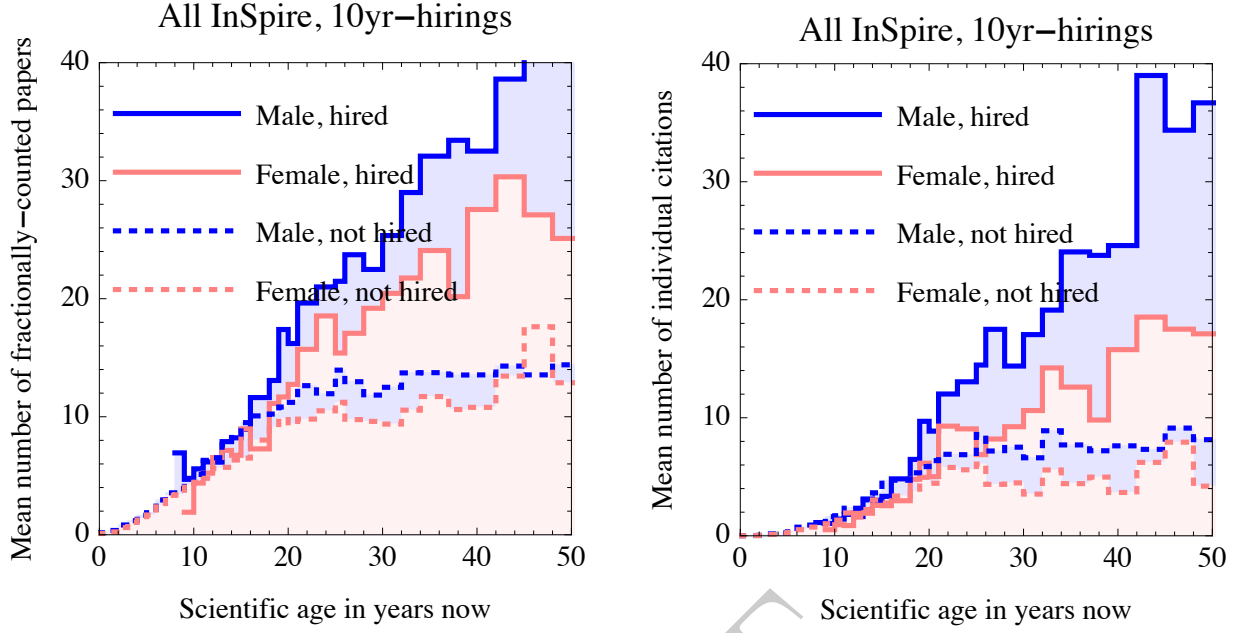 All InSpire, 10yr−hirings
Mean number of fractionally−counted papers
40
30
20
10
0
Male, hired
Female, hired
Male, not hired
Female, not hired
0 10 20 30 40 50
Scientific age in years now
All InSpire, 10yr−hirings
Mean number of individual citations
40
30
20
10
0
Male, hired
Female, hired
Male, not hired
Female, not hired
0 10 20 30 40 50
Scientific age in years now